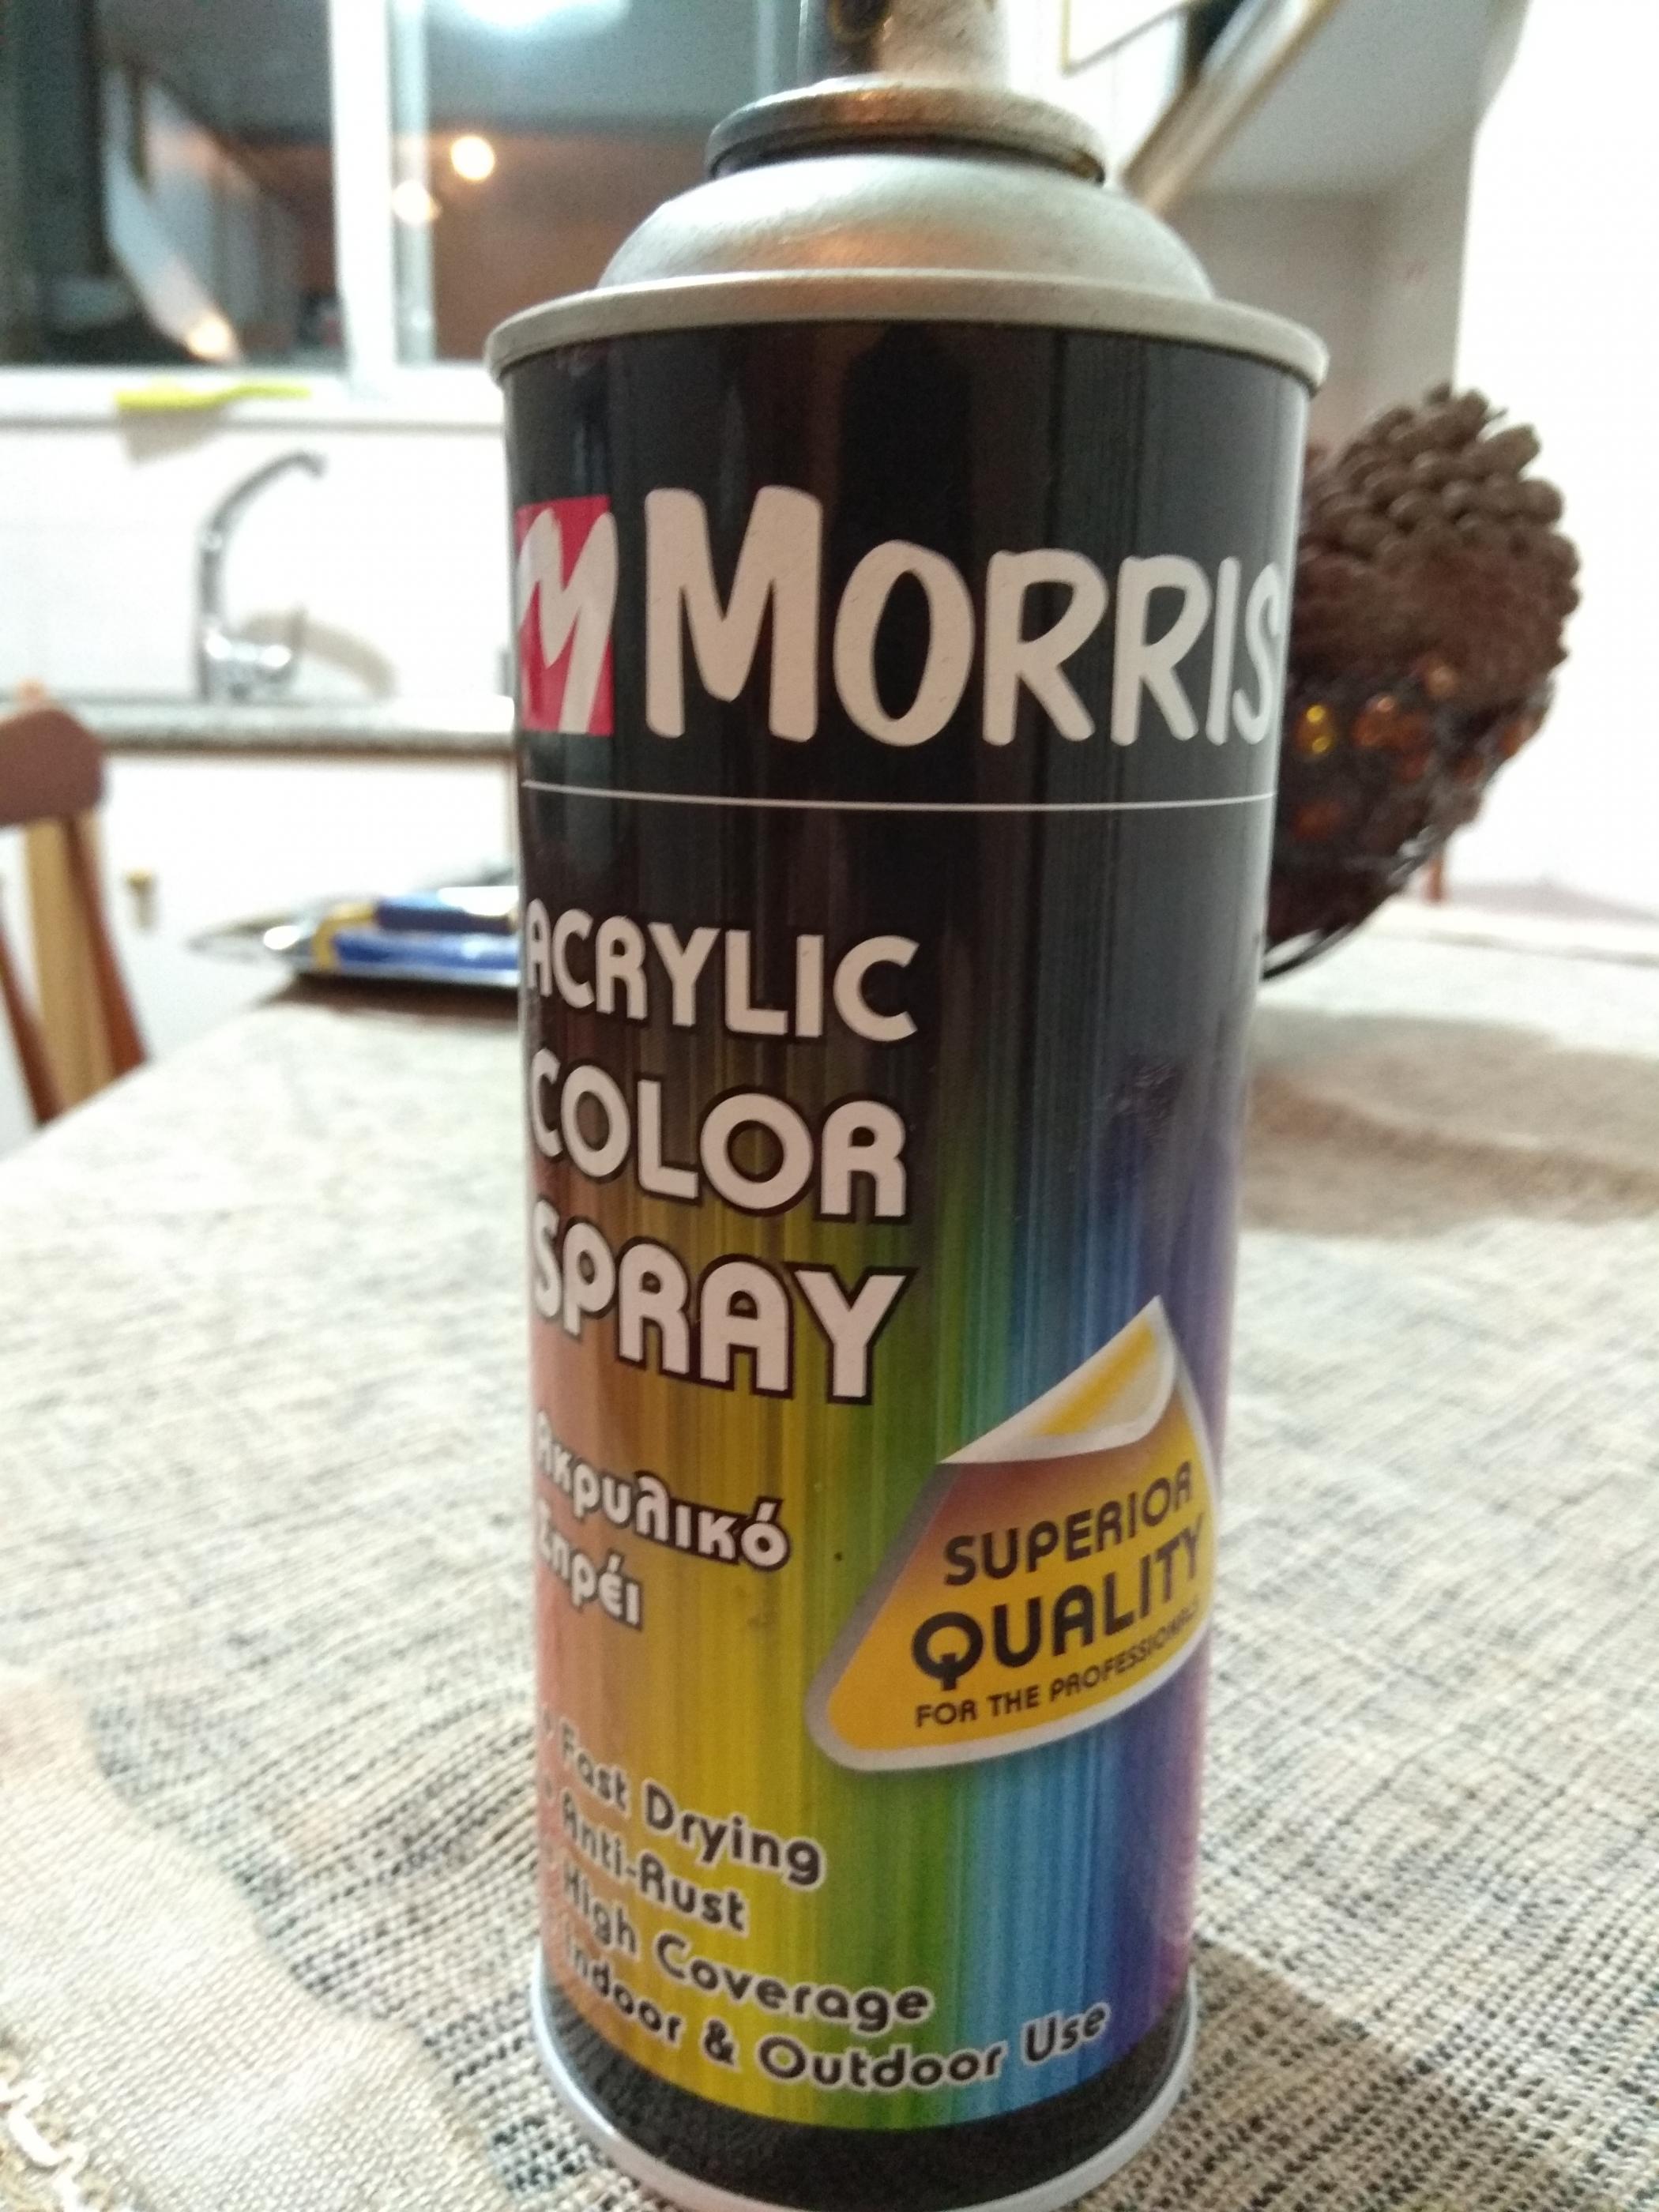 M MORRIS
ACRYLIC
COLOR
SPRAY
Ακρυλικό
Σπρέι
SUPERIOR
QUALITY
FOR THE PROFESSIONALS
• Fast Drying
• Anti-Rust
• High Coverage
• Indoor & Outdoor Use